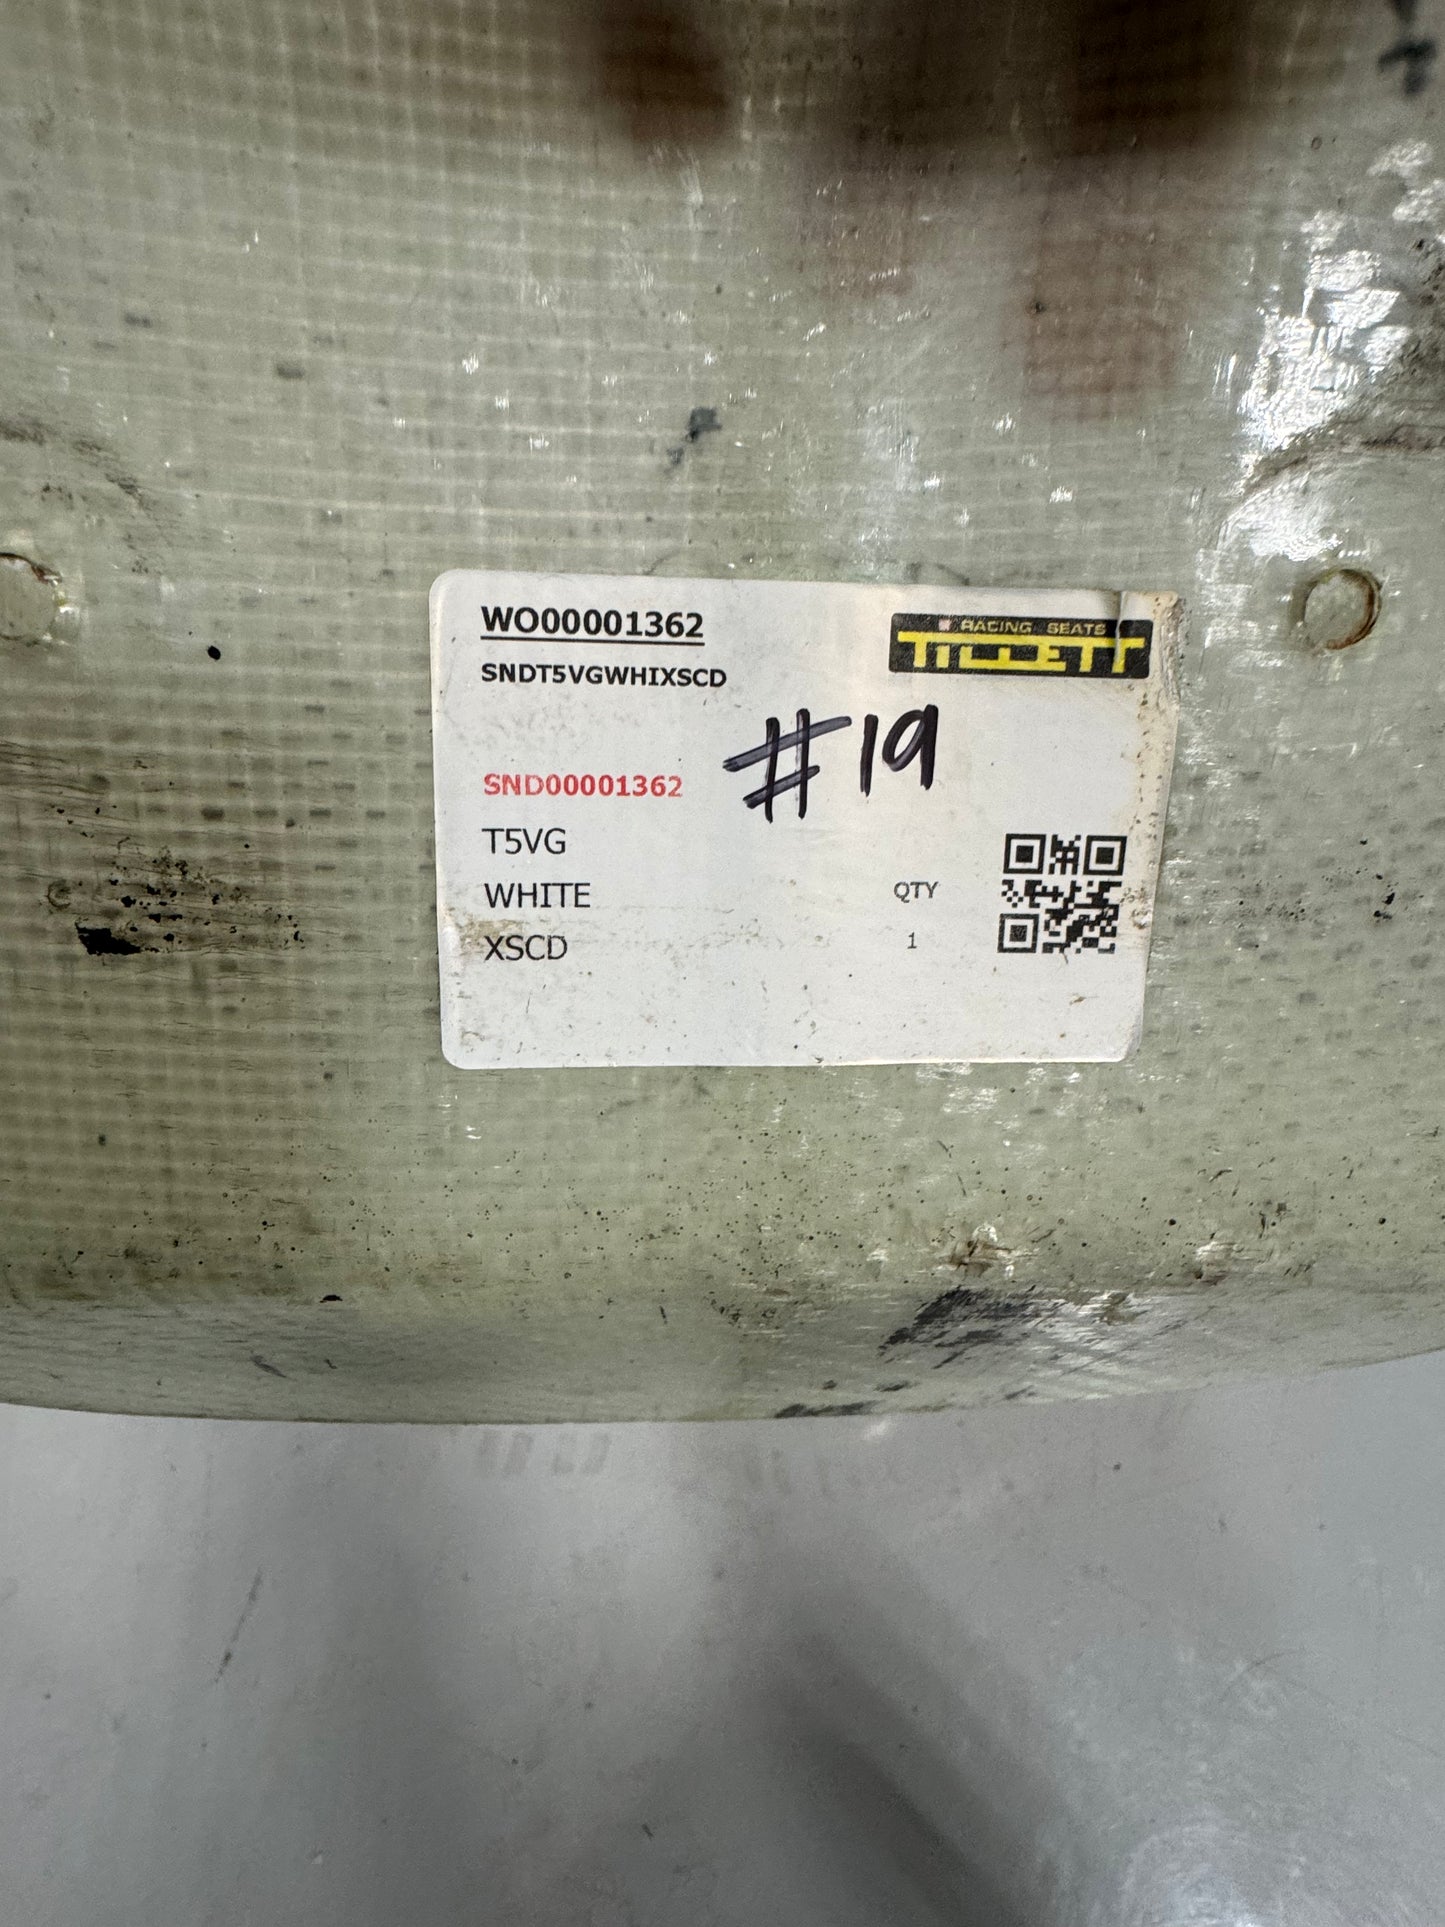 WO00001362
SNDT5VGWHIXSCD
RACING SEATS
TILLETT
#19
SND00001362
T5VG
WHITE
QTY
XSCD
1